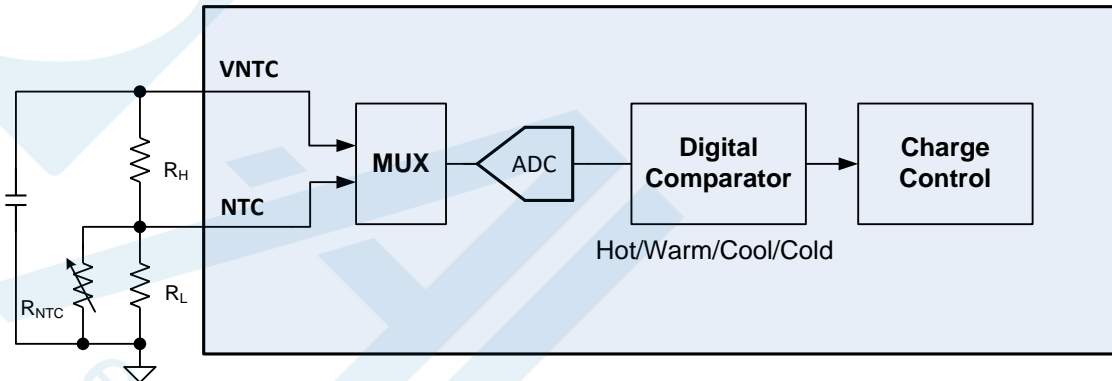 VNTC
R_H
NTC
R_NTC
R_L
MUX
ADC
Digital
Comparator
Hot/Warm/Cool/Cold
Charge
Control